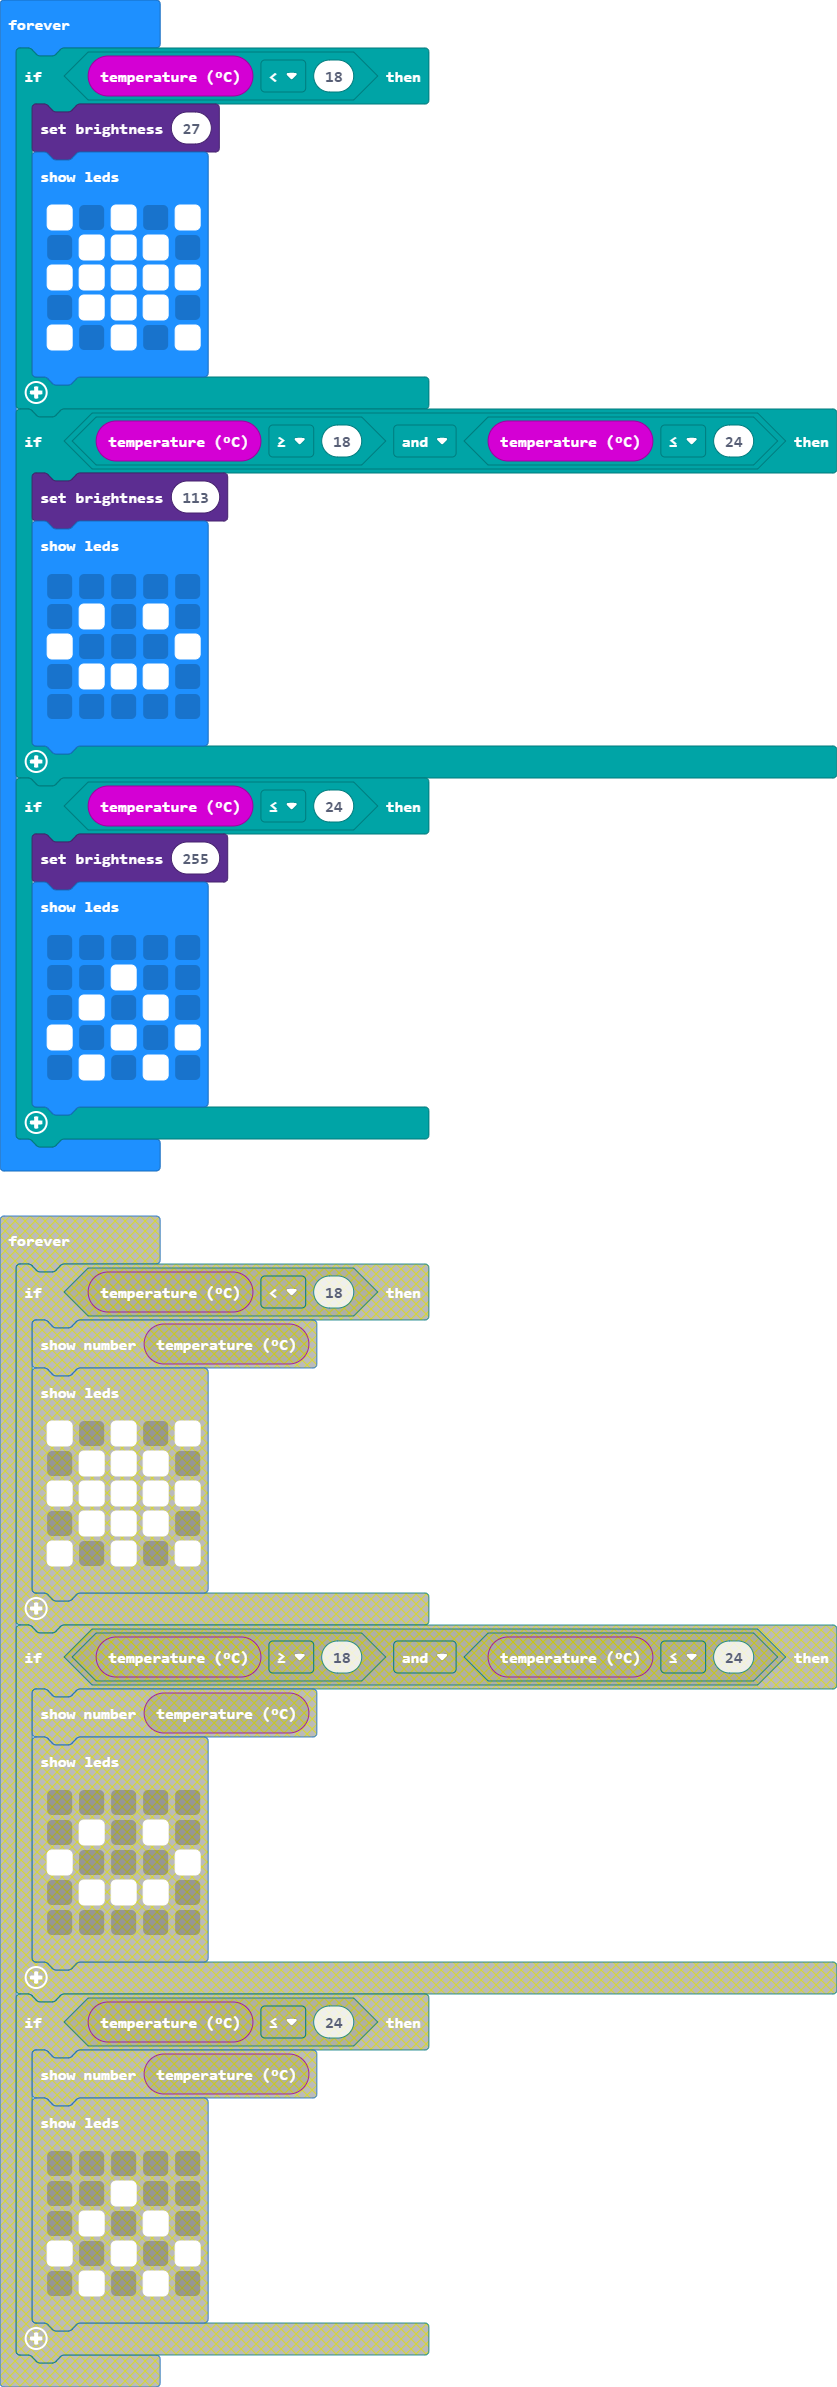 forever
if temperature (°C) < 18 then
set brightness 27
show leds
if temperature (°C) ≥ 18 and temperature (°C) ≤ 24 then
set brightness 113
show leds
if temperature (°C) ≤ 24 then
set brightness 255
show leds
forever
if temperature (°C) < 18 then
show number temperature (°C)
show leds
if temperature (°C) ≥ 18 and temperature (°C) ≤ 24 then
show number temperature (°C)
show leds
if temperature (°C) ≤ 24 then
show number temperature (°C)
show leds